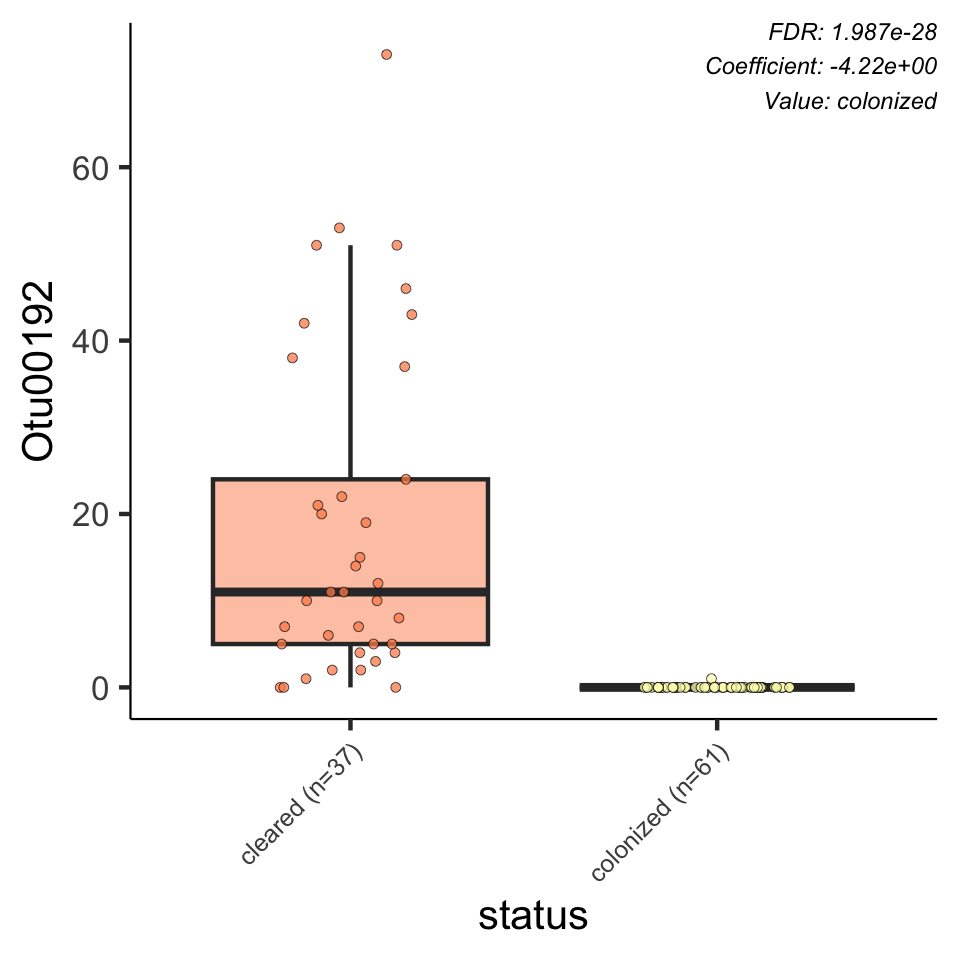 FDR: 1.987e-28
Coefficient: -4.22e+00
Value: colonized
Otu00192
60
40
20
0
cleared (n=37)
colonized (n=61)
status